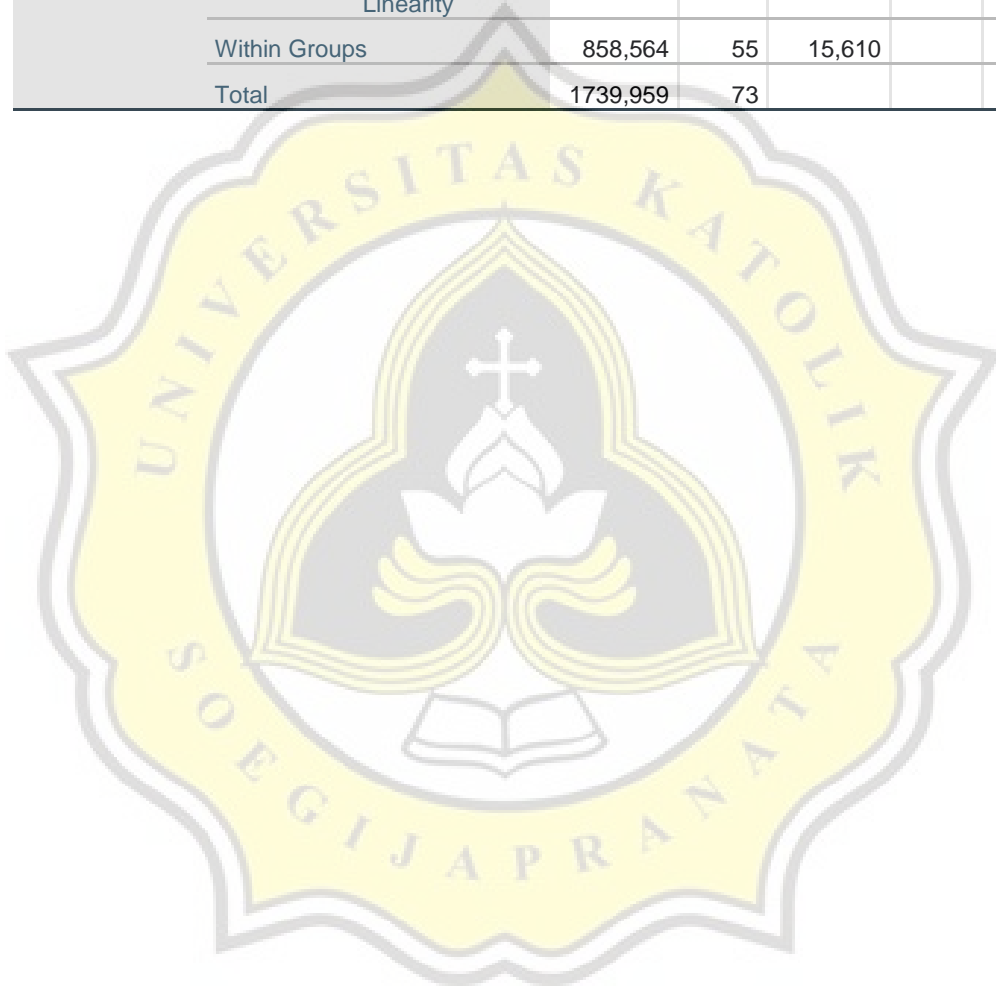 Linearity
Within Groups 858,564 55 15,610
Total 1739,959 73
UNIVERSITAS KATOLIK
SOEGIJAPRANATA